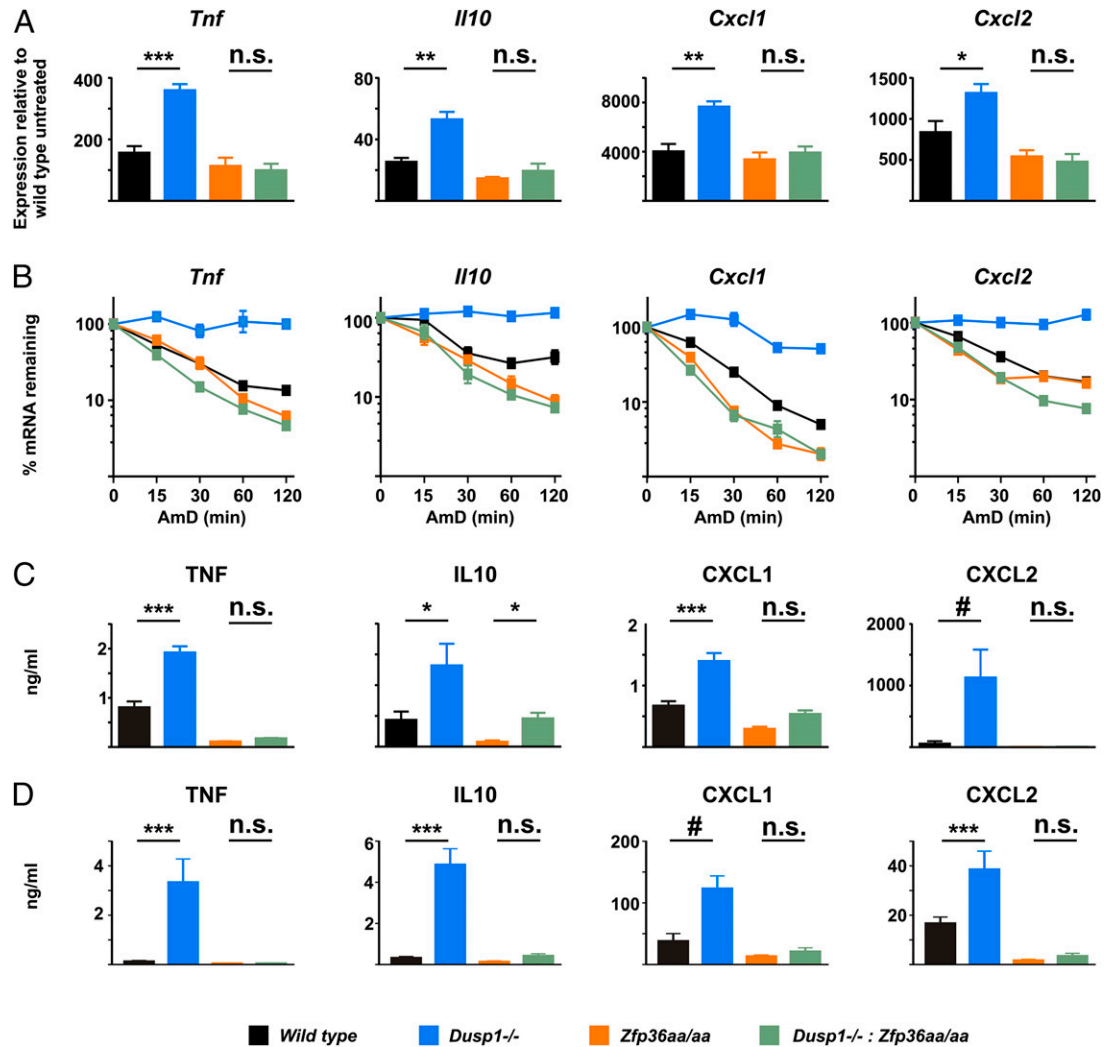 A
Tnf Il10 Cxcl1 Cxcl2
*** n.s. ** n.s. ** n.s. * n.s.
Expression relative to
wild type untreated
400 80 8000 1500
200 40 4000 1000
500
B
Tnf Il10 Cxcl1 Cxcl2
% mRNA remaining
100 100 100 100
10 10 10 10
0 15 30 60 120 0 15 30 60 120 0 15 30 60 120 0 15 30 60 120
AmD (min) AmD (min) AmD (min) AmD (min)
C
TNF IL10 CXCL1 CXCL2
*** n.s. * * *** n.s. # n.s.
ng/ml
2 2 2000
1 1 1000
D
TNF IL10 CXCL1 CXCL2
*** n.s. *** n.s. # n.s. *** n.s.
ng/ml
4 6 200 40
2 4 100 20
2
Wild type Dusp1-/- Zfp36aa/aa Dusp1-/- : Zfp36aa/aa